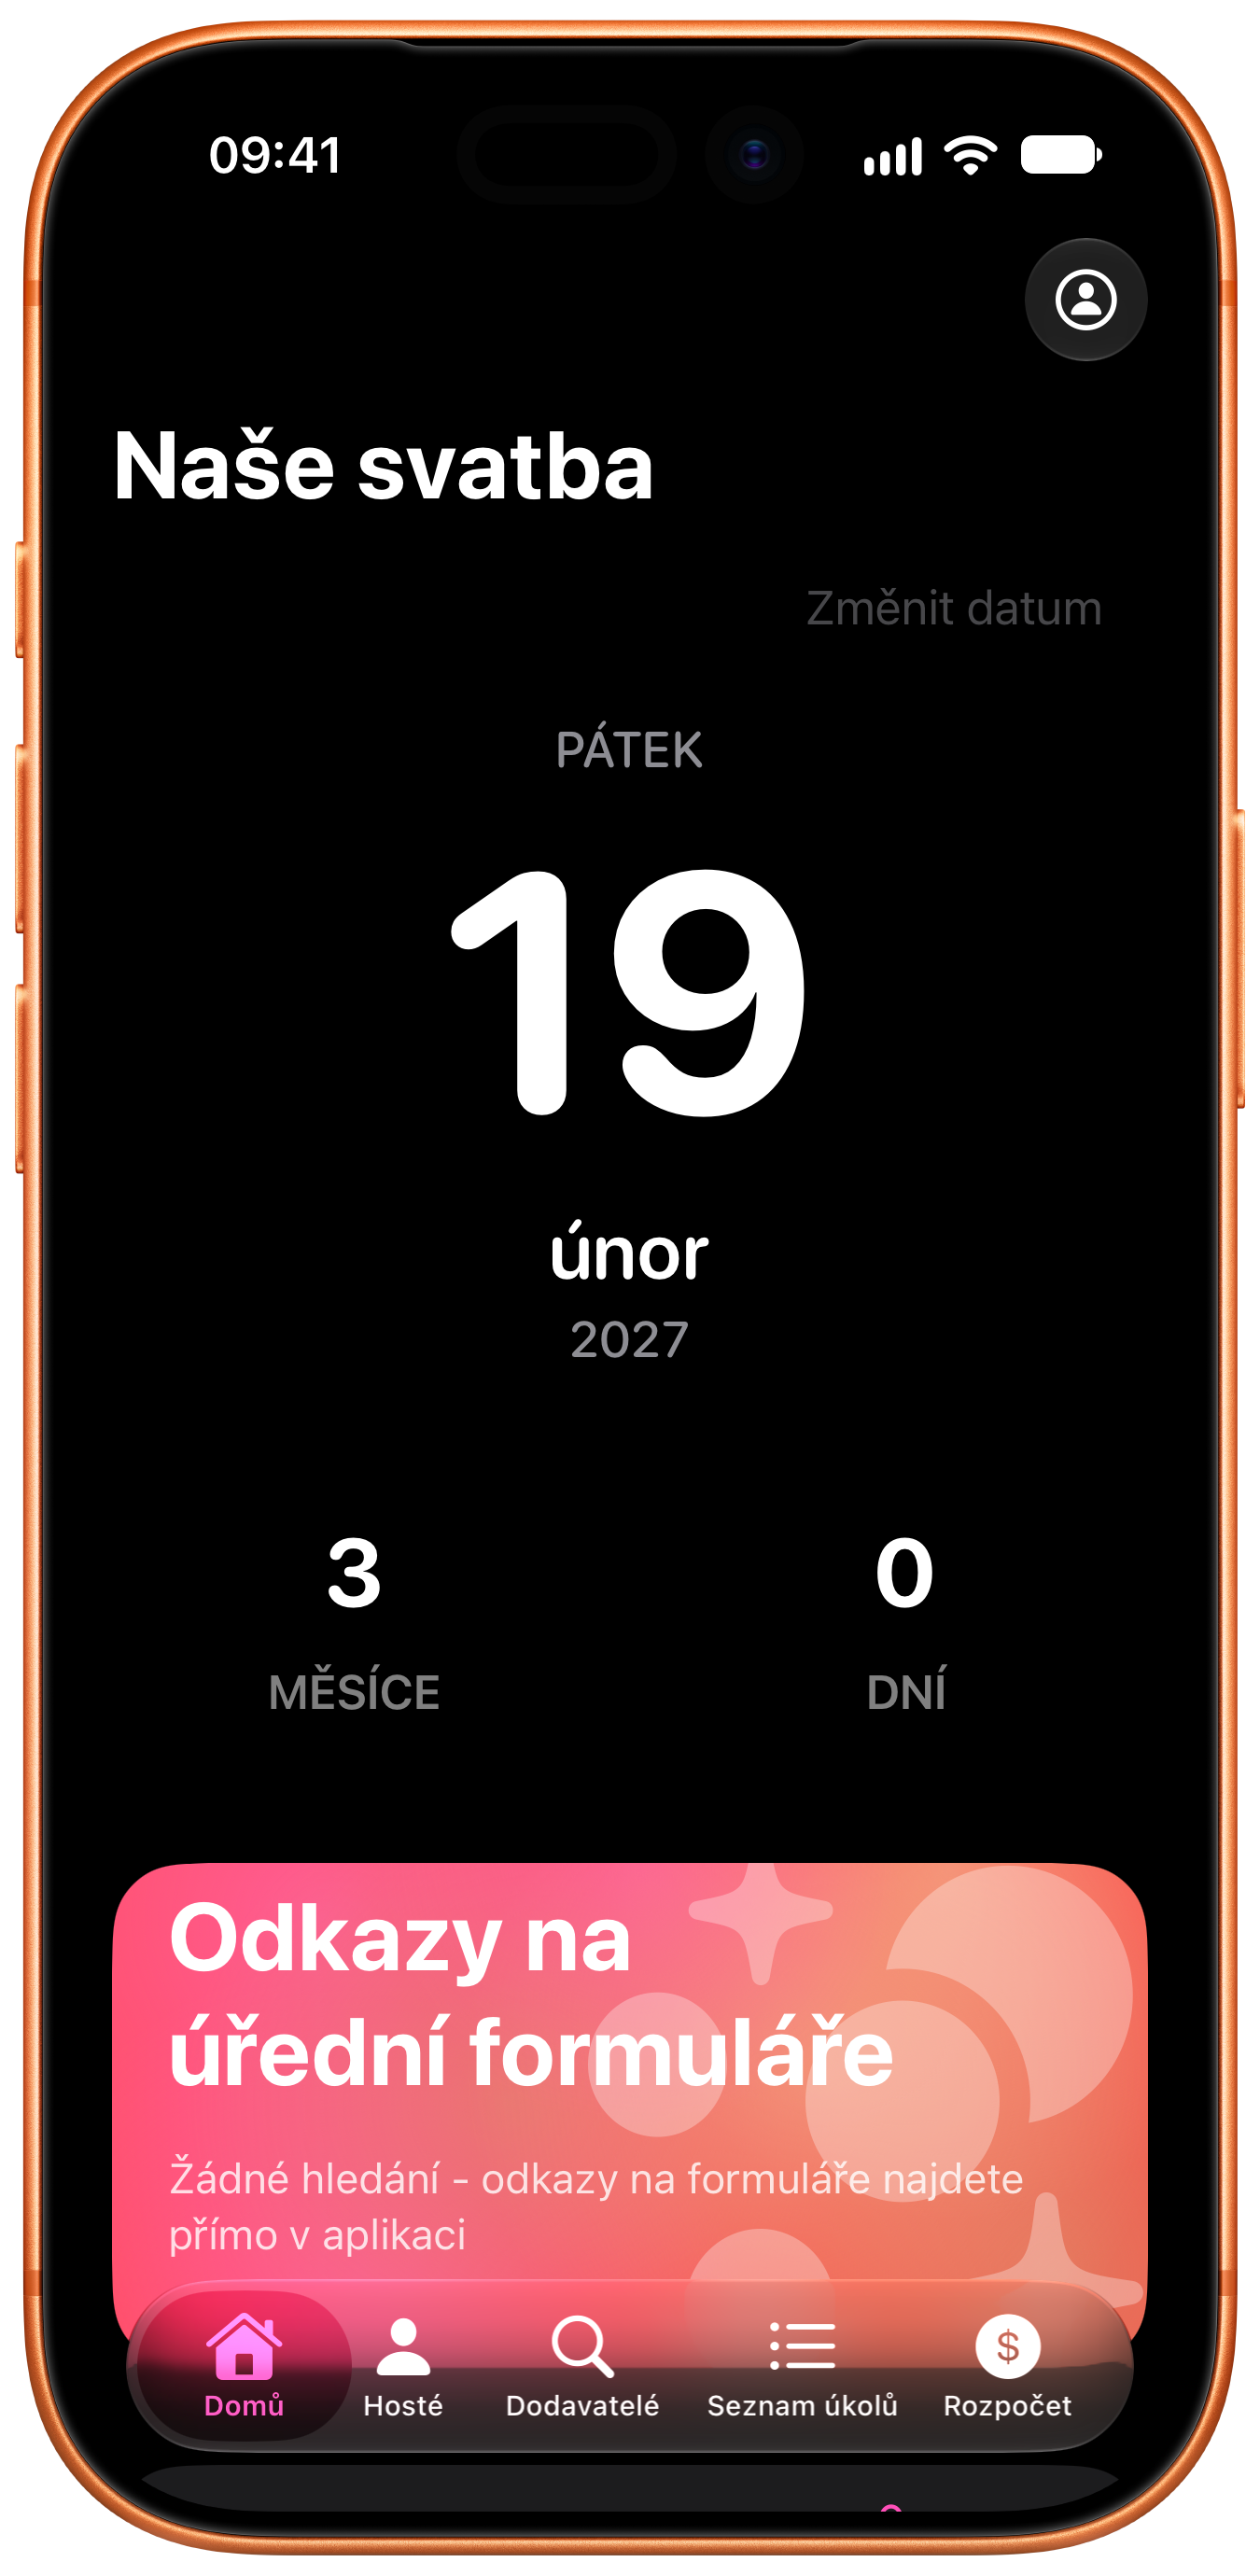 09:41
Naše svatba
Změnit datum
PÁTEK
19
únor
2027
3
0
MĚSÍCE
DNÍ
Odkazy na
úřední formuláře
Žádné hledání - odkazy na formuláře najdete
přímo v aplikaci
$
Domů
Hosté
Dodavatelé
Seznam úkolů
Rozpočet